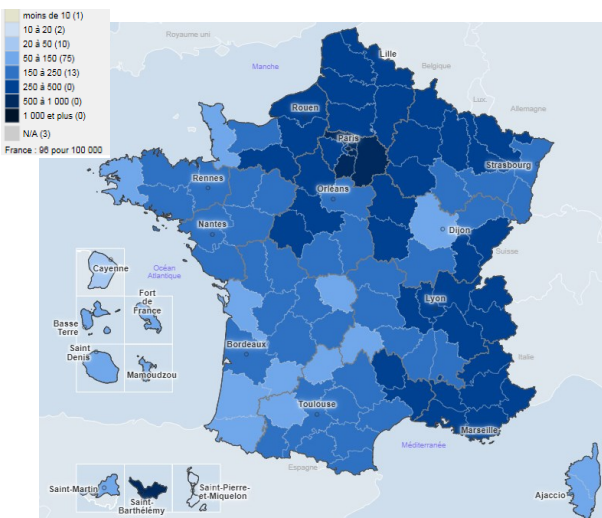 moins de 10 (1)
10 à 20 (2)
20 à 50 (10)
50 à 150 (75)
150 à 250 (13)
250 à 500 (0)
500 à 1 000 (0)
1 000 et plus (0)
N/A (3)
France : 96 pour 100 000
Royaume uni
Manche
Lille
Belgique
Lux.
Allemagne
Rouen
Paris
Strasbourg
Rennes
Orléans
Nantes
Dijon
Suisse
Cayenne
Océan
Atlantique
Fort
de
France
Basse
Terre
Lyon
Saint
Denis
Mamoudzou
Bordeaux
Italie
Toulouse
Marseille
Méditerranée
Espagne
Saint-Martin
Saint-
Barthélémy
Saint-Pierre-
et-Miquelon
Ajaccio